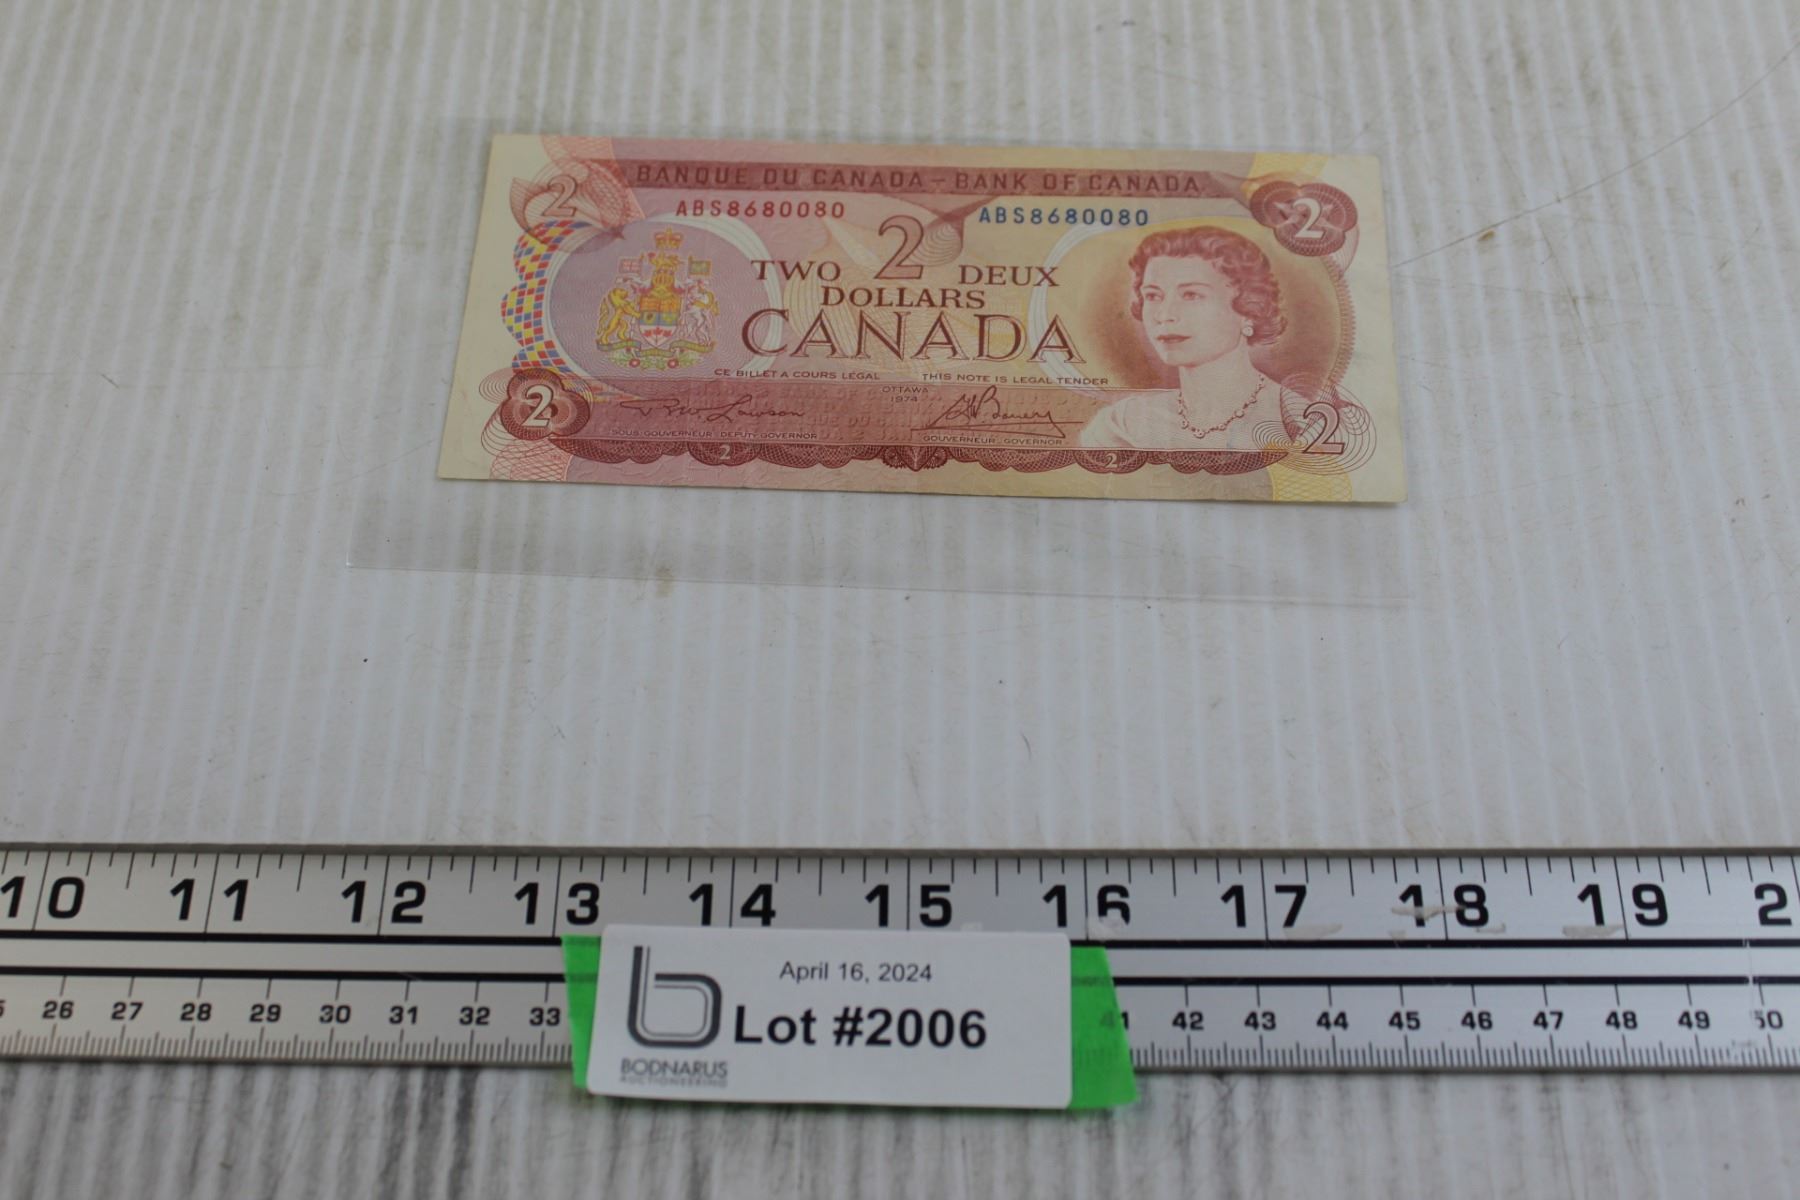 BANQUE DU CANADA – BANK OF CANADA
2 2
ABS8680080 ABS8680080
2
TWO DEUX
DOLLARS
CANADA
CE BILLET A COURS LÉGAL THIS NOTE IS LEGAL TENDER
OTTAWA
1974
2 2
SOUS-GOUVERNEUR - DEPUTY-GOVERNOR GOUVERNEUR - GOVERNOR
2 2
10 11 12 13 14 15 16 17 18 19 2
April 16, 2024
Lot #2006
BODNARUS
AUCTIONEERING
26 27 28 29 30 31 32 33 41 42 43 44 45 46 47 48 49 50